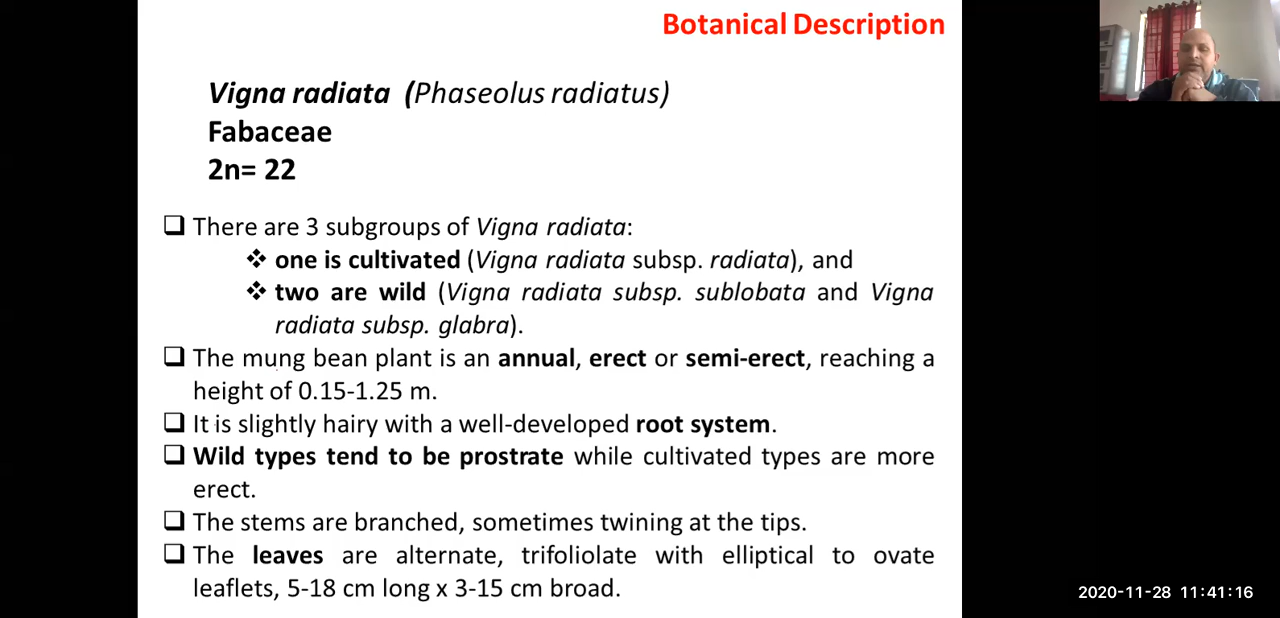 Botanical Description
Vigna radiata (Phaseolus radiatus)
Fabaceae
2n= 22
❑ There are 3 subgroups of Vigna radiata:
❖ one is cultivated (Vigna radiata subsp. radiata), and
❖ two are wild (Vigna radiata subsp. sublobata and Vigna
radiata subsp. glabra).
❑ The mung bean plant is an annual, erect or semi-erect, reaching a
height of 0.15-1.25 m.
❑ It is slightly hairy with a well-developed root system.
❑ Wild types tend to be prostrate while cultivated types are more
erect.
❑ The stems are branched, sometimes twining at the tips.
❑ The leaves are alternate, trifoliolate with elliptical to ovate
leaflets, 5-18 cm long x 3-15 cm broad.
2020-11-28 11:41:16